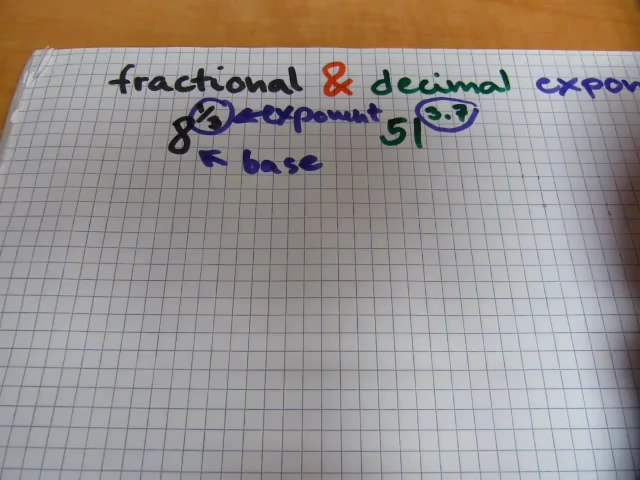 fractional & decimal expon
8^1/3 ← exponent 51^3.7
↖ base